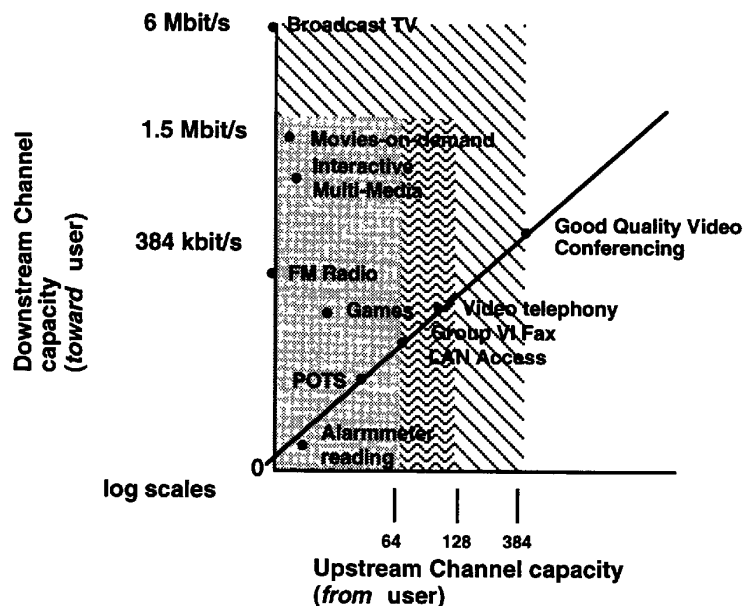 6 Mbit/s
Broadcast TV
1.5 Mbit/s
Movies-on-demand
Interactive
Multi-Media
Downstream Channel
capacity
(toward user)
384 kbit/s
Good Quality Video
Conferencing
FM Radio
Games
Video telephony
Group VI Fax
LAN Access
POTS
Alarmmeter
reading
0
log scales
64
128
384
Upstream Channel capacity
(from user)